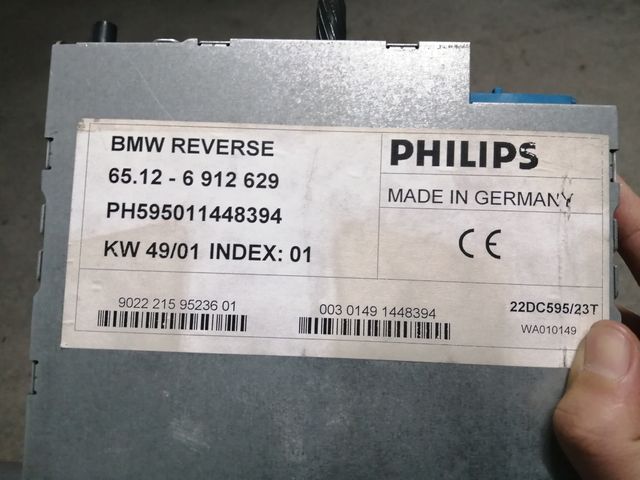 BMW REVERSE
65.12 - 6 912 629
PH595011448394
KW 49/01 INDEX: 01
PHILIPS
MADE IN GERMANY
CE
9022 215 95236 01
003 0149 1448394
22DC595/23T
WA010149